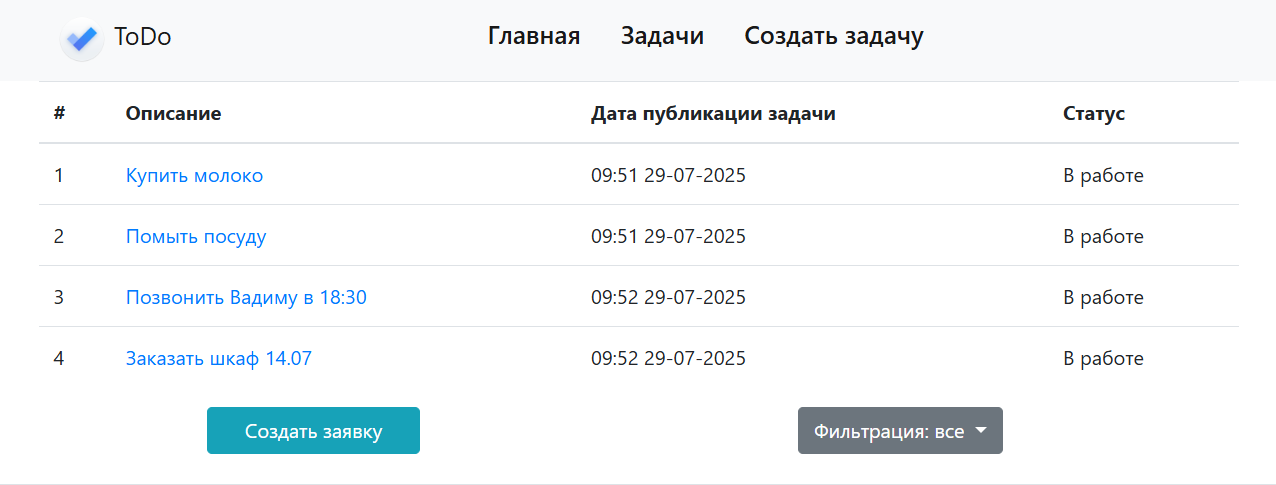 ToDo Главная Задачи Создать задачу
# Описание Дата публикации задачи Статус
1 Купить молоко 09:51 29-07-2025 В работе
2 Помыть посуду 09:51 29-07-2025 В работе
3 Позвонить Вадиму в 18:30 09:52 29-07-2025 В работе
4 Заказать шкаф 14.07 09:52 29-07-2025 В работе
Создать заявку Фильтрация: все